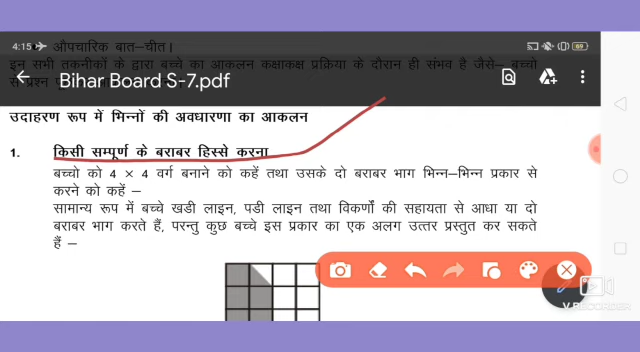 4:15
69
औपचारिक बात–चीत।
इन सभी तकनीकों के द्वारा बच्चे का आकलन कक्षाकक्ष प्रक्रिया के दौरान ही संभव है जैसे– बच्चो
Bihar Board S-7.pdf
उदाहरण रूप में भिन्नों की अवधारणा का आकलन
1. किसी सम्पूर्ण के बराबर हिस्से करना
बच्चो को 4 × 4 वर्ग बनाने को कहें तथा उसके दो बराबर भाग भिन्न–भिन्न प्रकार से
करने को कहें –
सामान्य रूप में बच्चे खडी लाइन, पडी लाइन तथा विकर्णों की सहायता से आधा या दो
बराबर भाग करते हैं, परन्तु कुछ बच्चे इस प्रकार का एक अलग उत्तर प्रस्तुत कर सकते
हैं –
V RECORDER